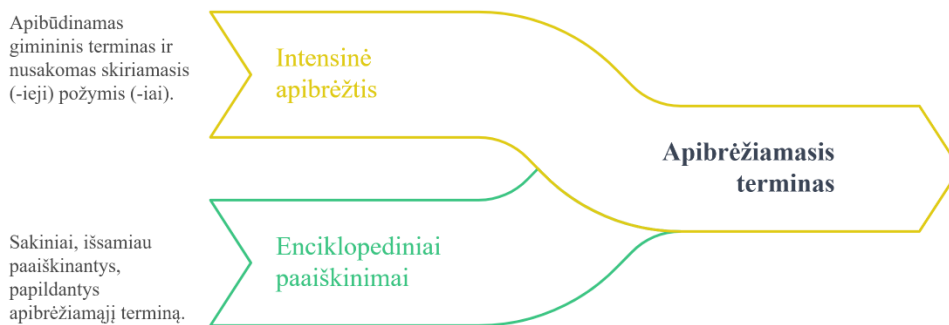 Apibūdinamas
gimininis terminas ir
nusakomas skiriamasis
(-ieji) požymis (-iai).
Intensinė
apibrėžtis
Apibrėžiamasis
terminas
Sakiniai, išsamiau
paaiškinantys,
papildantys
apibrėžiamąjį terminą.
Enciklopediniai
paaiškinimai